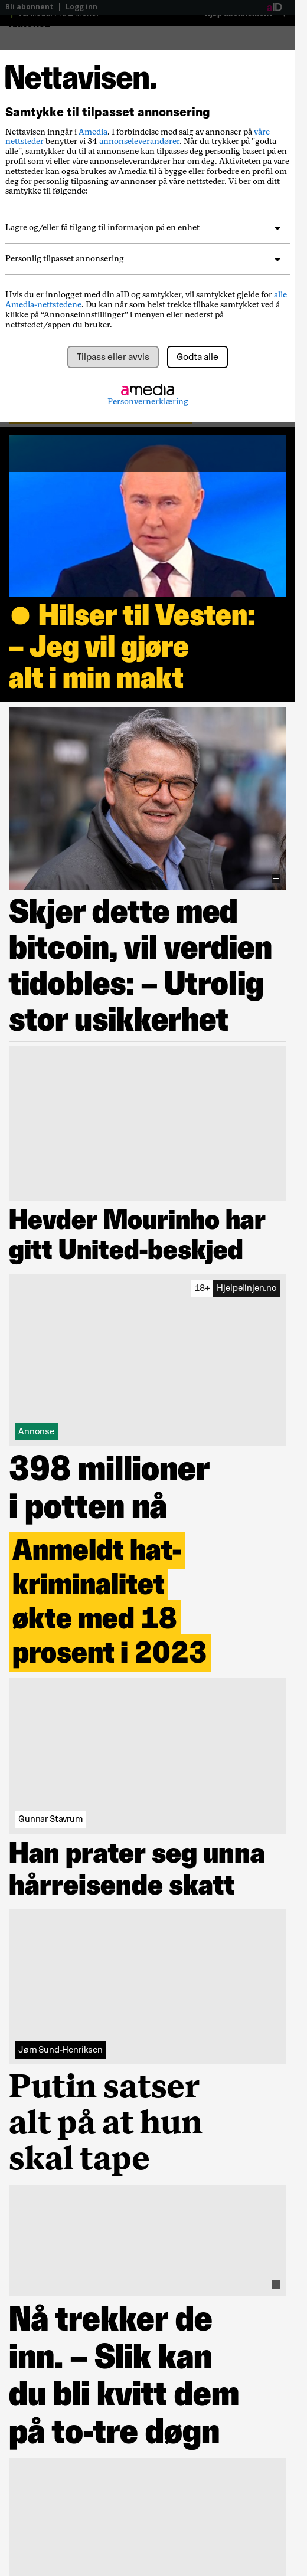 Bli abonnent | Logg inn
aID
Nettavisen.
Samtykke til tilpasset annonsering
Nettavisen inngår i Amedia. I forbindelse med salg av annonser på våre
nettsteder benytter vi 34 annonseleverandører. Når du trykker på "godta
alle", samtykker du til at annonsene kan tilpasses deg personlig basert på en
profil som vi eller våre annonseleverandører har om deg. Aktiviteten på våre
nettsteder kan også brukes av Amedia til å bygge eller forbedre en profil om
deg for personlig tilpasning av annonser på våre nettsteder. Vi ber om ditt
samtykke til følgende:
Lagre og/eller få tilgang til informasjon på en enhet
Personlig tilpasset annonsering
Hvis du er innlogget med din aID og samtykker, vil samtykket gjelde for alle
Amedia-nettstedene. Du kan når som helst trekke tilbake samtykket ved å
klikke på “Annonseinnstillinger” i menyen eller nederst på
nettstedet/appen du bruker.
Tilpass eller avvis
Godta alle
amedia
Personvernerklæring
Hilser til Vesten:
– Jeg vil gjøre
alt i min makt
Skjer dette med
bitcoin, vil verdien
tidobles: – Utrolig
stor usikkerhet
Hevder Mourinho har
gitt United-beskjed
18+ Hjelpelinjen.no
Annonse
398 millioner
i potten nå
Anmeldt hat-
kriminalitet
økte med 18
prosent i 2023
Gunnar Stavrum
Han prater seg unna
hårreisende skatt
Jørn Sund-Henriksen
Putin satser
alt på at hun
skal tape
Nå trekker de
inn. – Slik kan
du bli kvitt dem
på to-tre døgn